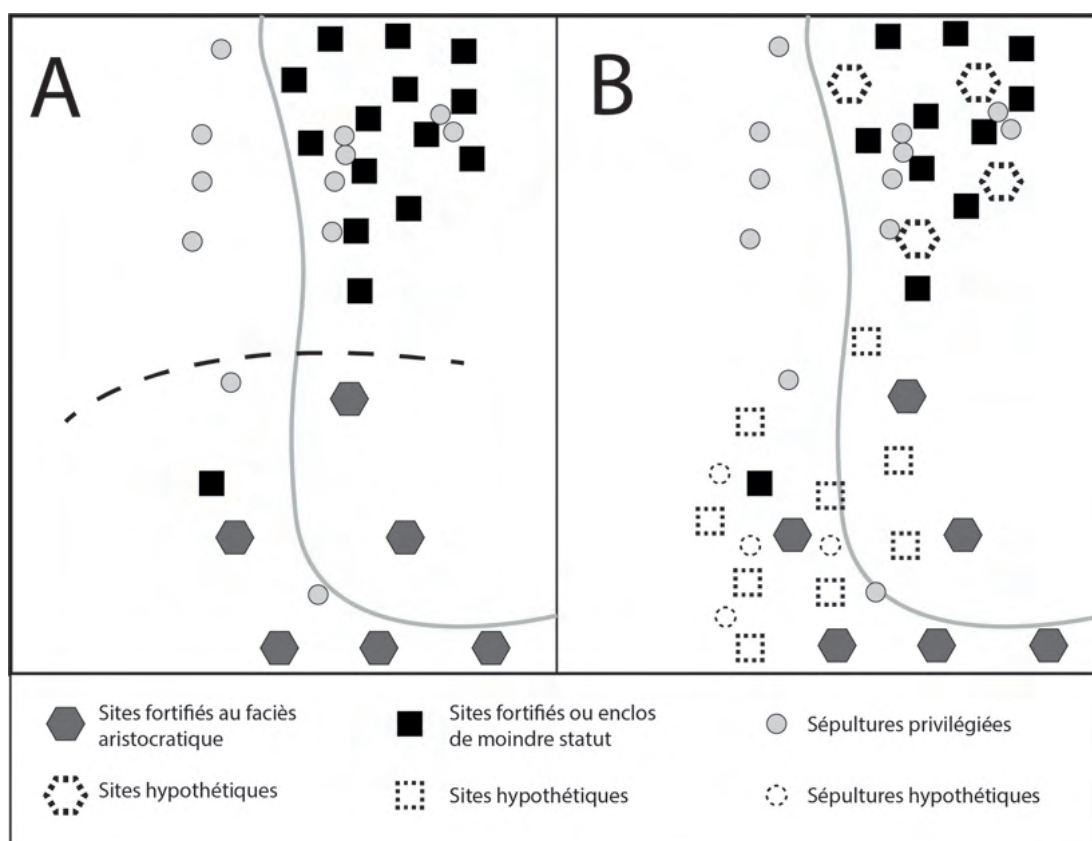 A
B
Sites fortifiés au faciès
aristocratique
Sites fortifiés ou enclos
de moindre statut
Sépultures privilégiées
Sites hypothétiques
Sites hypothétiques
Sépultures hypothétiques